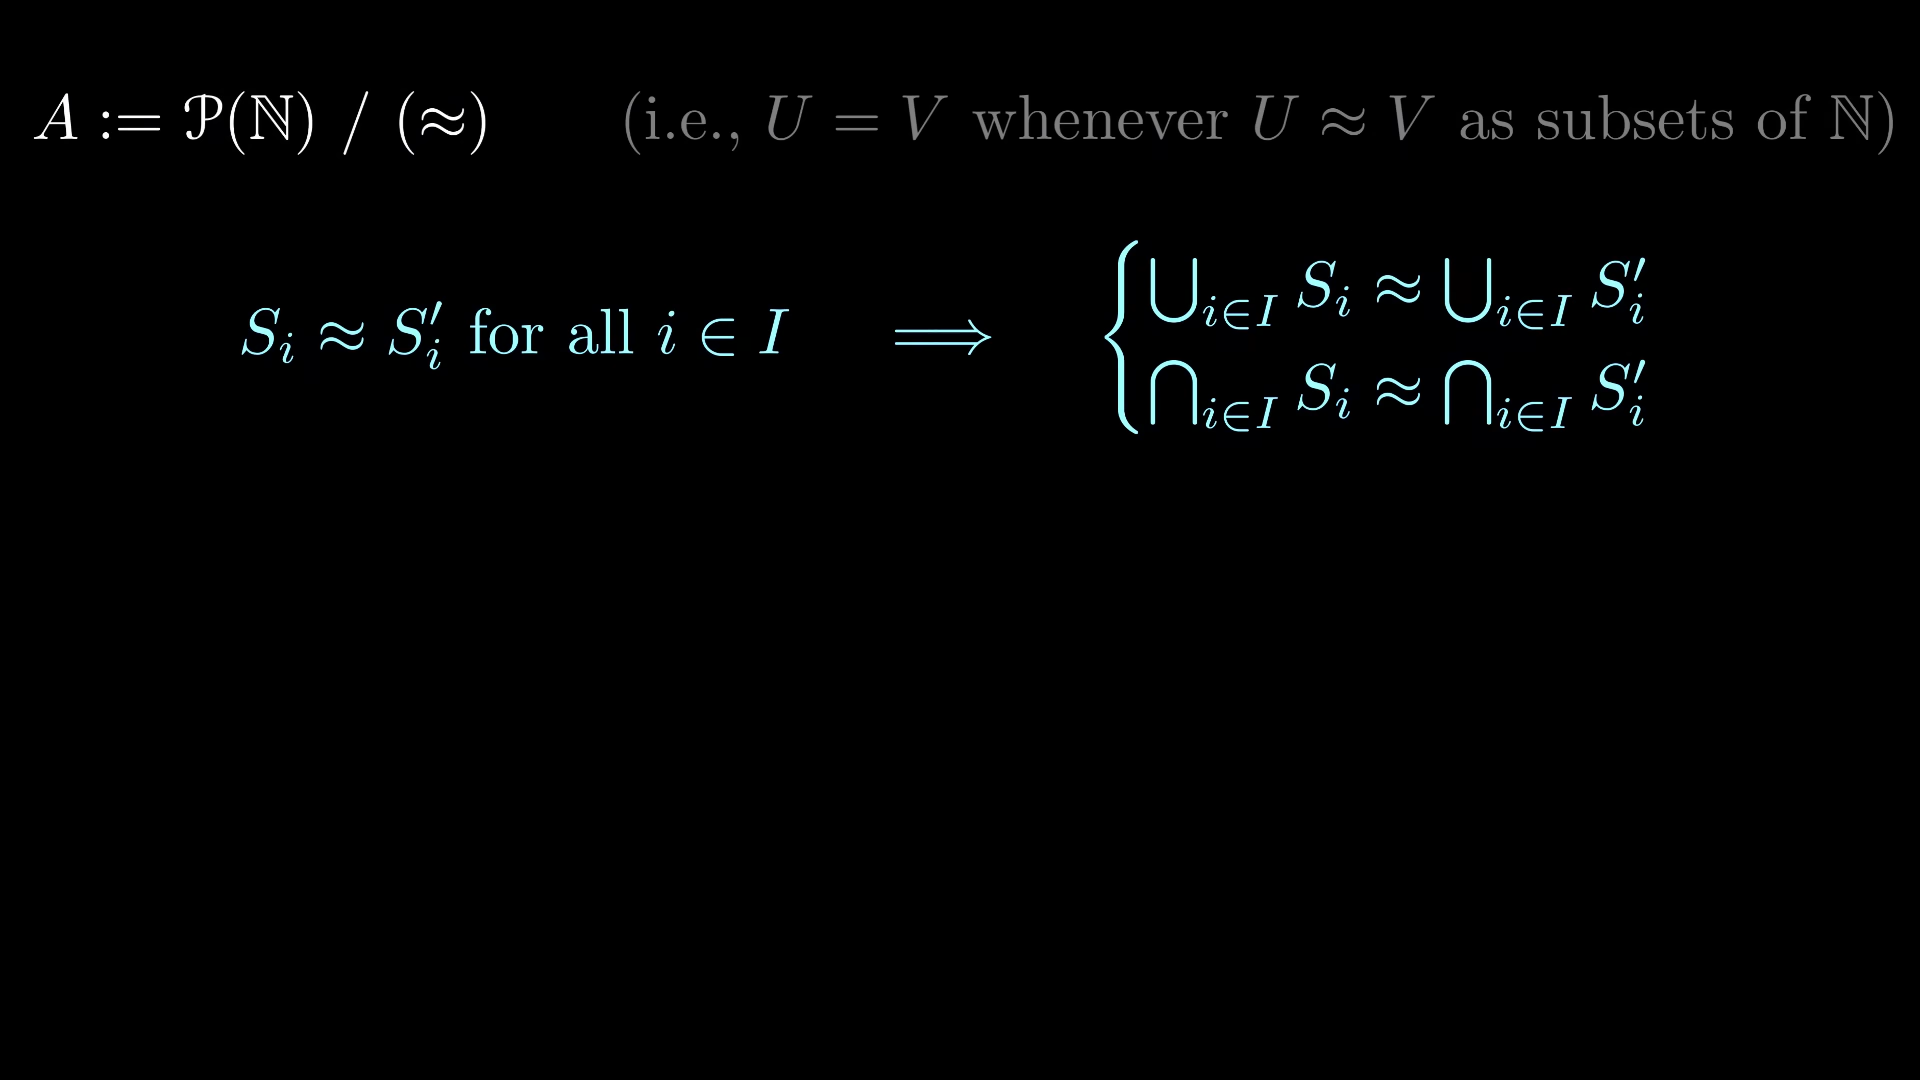 A := 𝒫(ℕ) / (≈) (i.e., U = V whenever U ≈ V as subsets of ℕ)
S_i ≈ S′_i for all i ∈ I ⟹ { ⋃_{i∈I} S_i ≈ ⋃_{i∈I} S′_i
⋂_{i∈I} S_i ≈ ⋂_{i∈I} S′_i